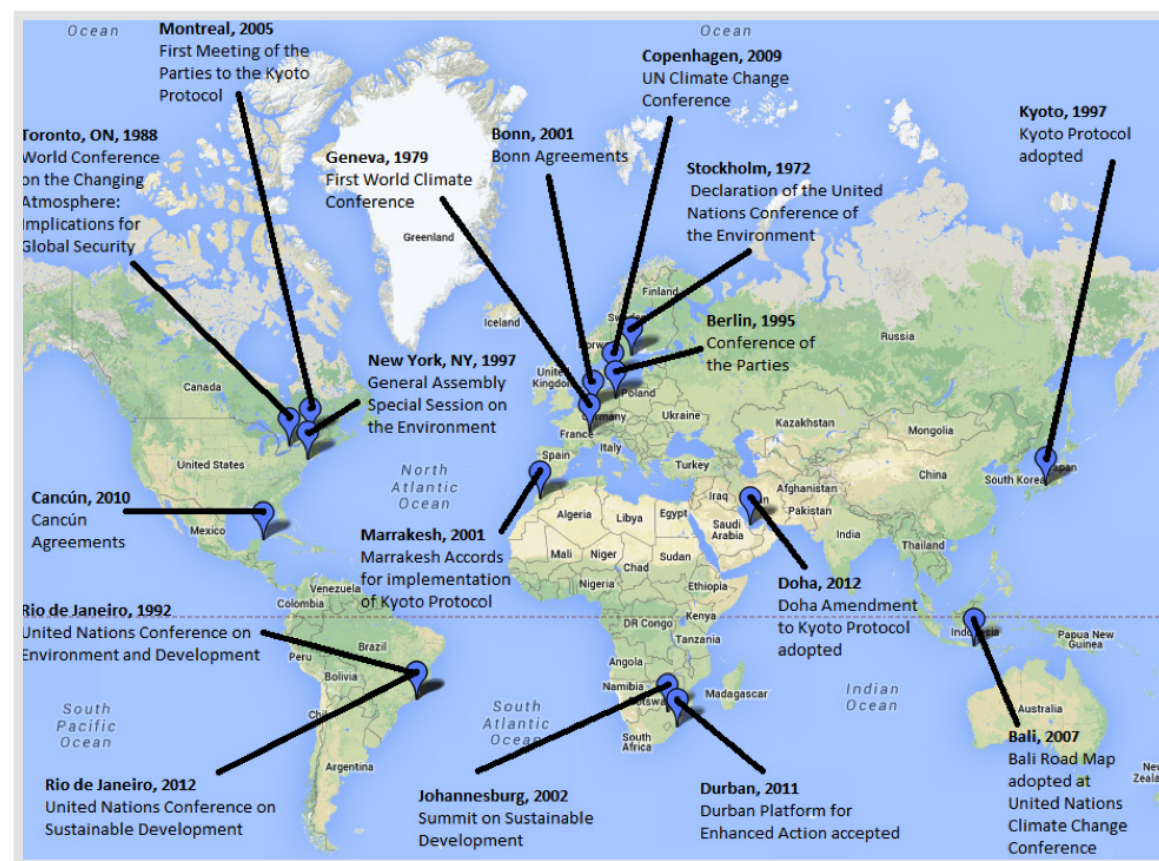 Ocean
Montreal, 2005
First Meeting of the
Parties to the Kyoto
Protocol
Ocean
Copenhagen, 2009
UN Climate Change
Conference
Kyoto, 1997
Kyoto Protocol
adopted
Toronto, ON, 1988
World Conference
on the Changing
Atmosphere:
Implications for
Global Security
Geneva, 1979
First World Climate
Conference
Bonn, 2001
Bonn Agreements
Stockholm, 1972
Declaration of the United
Nations Conference of
the Environment
Greenland
Iceland
Finland
Russia
Berlin, 1995
Conference of
the Parties
New York, NY, 1997
General Assembly
Special Session on
the Environment
Canada
United
Kingdom
Poland
Germany
Ukraine
France
Kazakhstan
Mongolia
Italy
Spain
Turkey
United States
North
Atlantic
Ocean
China
South Korea
Japan
Cancún, 2010
Cancún
Agreements
Mexico
Iraq
Afghanistan
Pakistan
Algeria
Libya
Egypt
Saudi
Arabia
India
Thailand
Marrakesh, 2001
Marrakesh Accords
for implementation
of Kyoto Protocol
Mali
Niger
Chad
Sudan
Nigeria
Ethiopia
Doha, 2012
Doha Amendment
to Kyoto Protocol
adopted
Venezuela
Colombia
Rio de Janeiro, 1992
United Nations Conference on
Environment and Development
DR Congo
Kenya
Tanzania
Indonesia
Papua New
Guinea
Brazil
Peru
Bolivia
Angola
Namibia
Madagascar
Indian
Ocean
Australia
South
Pacific
Ocean
South
Atlantic
Ocean
South
Africa
Argentina
Rio de Janeiro, 2012
United Nations Conference on
Sustainable Development
Johannesburg, 2002
Summit on Sustainable
Development
Durban, 2011
Durban Platform for
Enhanced Action accepted
Bali, 2007
Bali Road Map
adopted at
United Nations
Climate Change
Conference